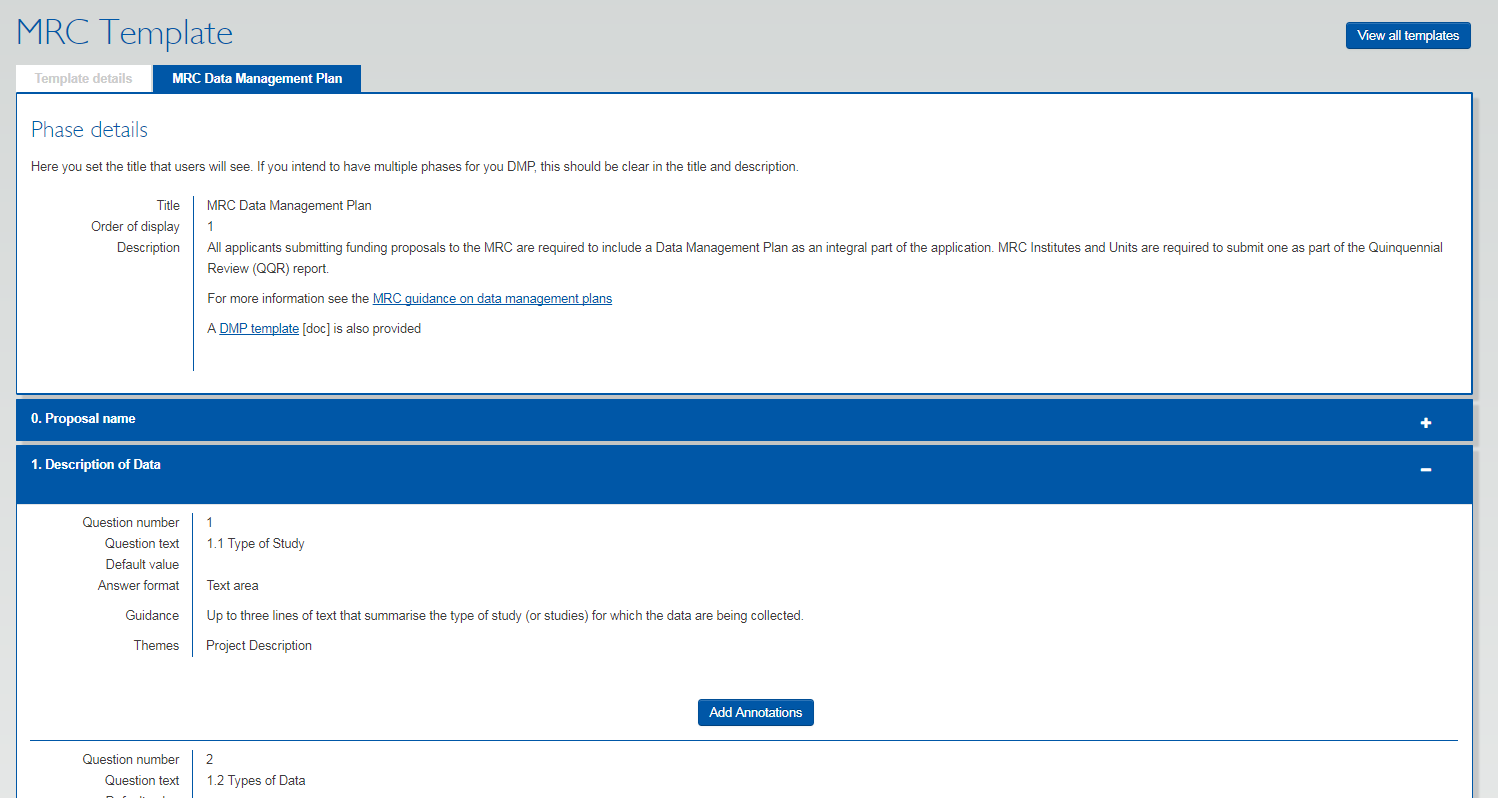 MRC Template
View all templates
Template details
MRC Data Management Plan
Phase details
Here you set the title that users will see. If you intend to have multiple phases for you DMP, this should be clear in the title and description.
Title MRC Data Management Plan
Order of display 1
Description All applicants submitting funding proposals to the MRC are required to include a Data Management Plan as an integral part of the application. MRC Institutes and Units are required to submit one as part of the Quinquennial
Review (QQR) report.
For more information see the MRC guidance on data management plans
A DMP template [doc] is also provided
0. Proposal name
1. Description of Data
Question number 1
Question text 1.1 Type of Study
Default value
Answer format Text area
Guidance Up to three lines of text that summarise the type of study (or studies) for which the data are being collected.
Themes Project Description
Add Annotations
Question number 2
Question text 1.2 Types of Data